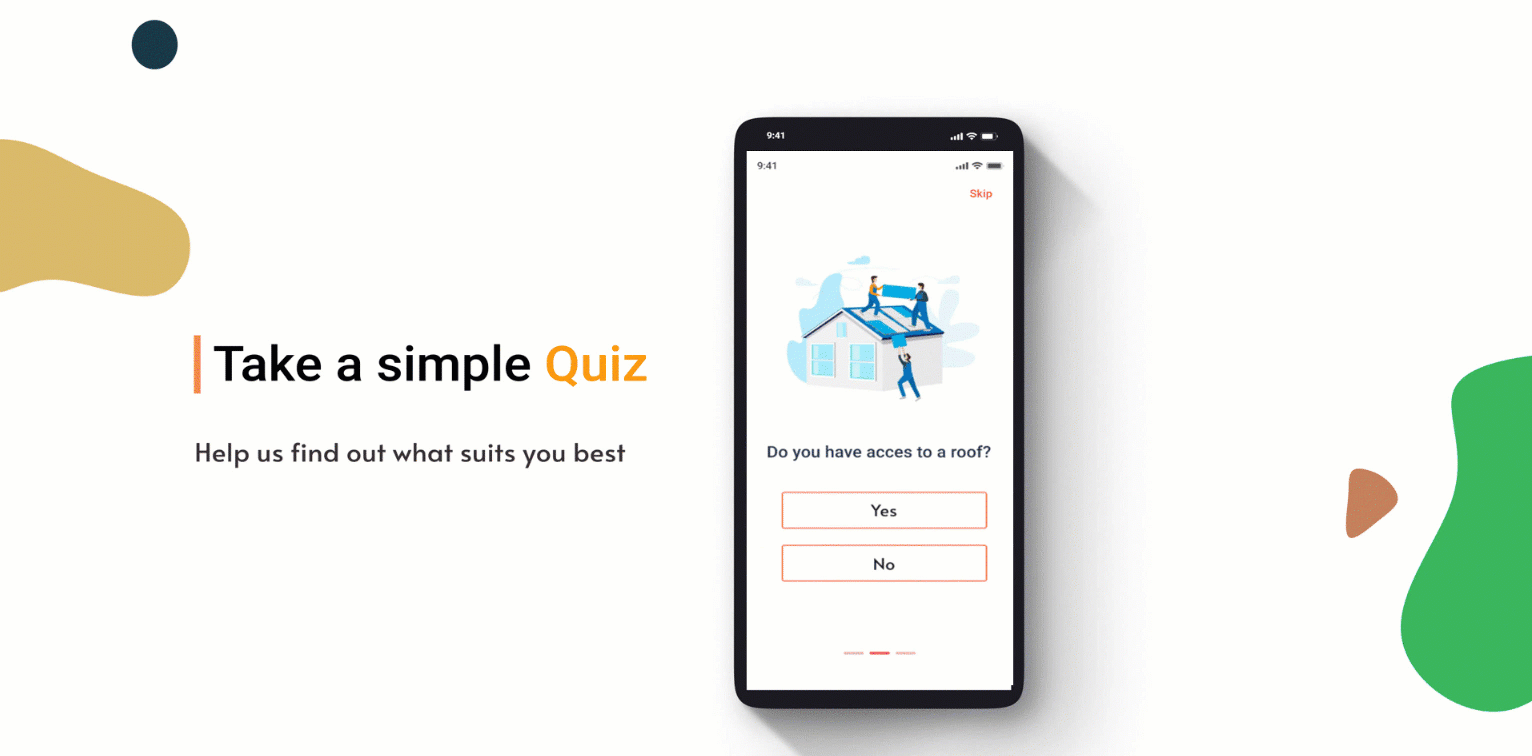 9:41
9:41
Skip
Take a simple Quiz
Help us find out what suits you best
Do you have acces to a roof?
Yes
No